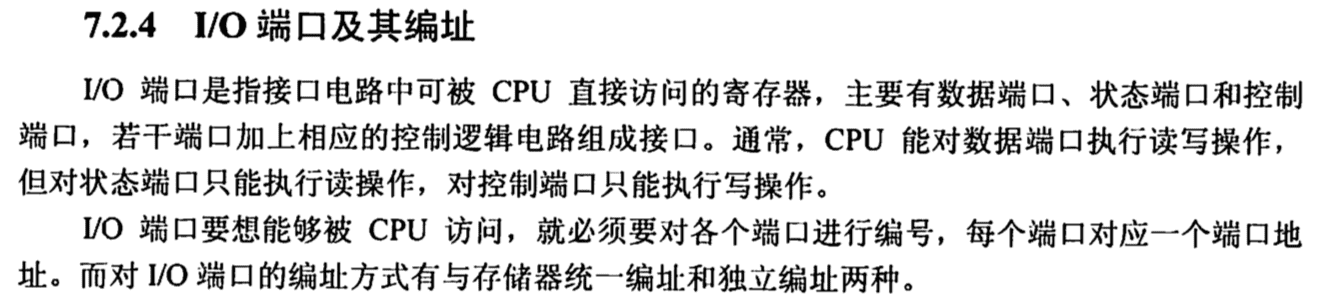 7.2.4 I/O 端口及其编址
I/O 端口是指接口电路中可被 CPU 直接访问的寄存器，主要有数据端口、状态端口和控制
端口，若干端口加上相应的控制逻辑电路组成接口。通常，CPU 能对数据端口执行读写操作，
但对状态端口只能执行读操作，对控制端口只能执行写操作。
I/O 端口要想能够被 CPU 访问，就必须要对各个端口进行编号，每个端口对应一个端口地
址。而对 I/O 端口的编址方式有与存储器统一编址和独立编址两种。